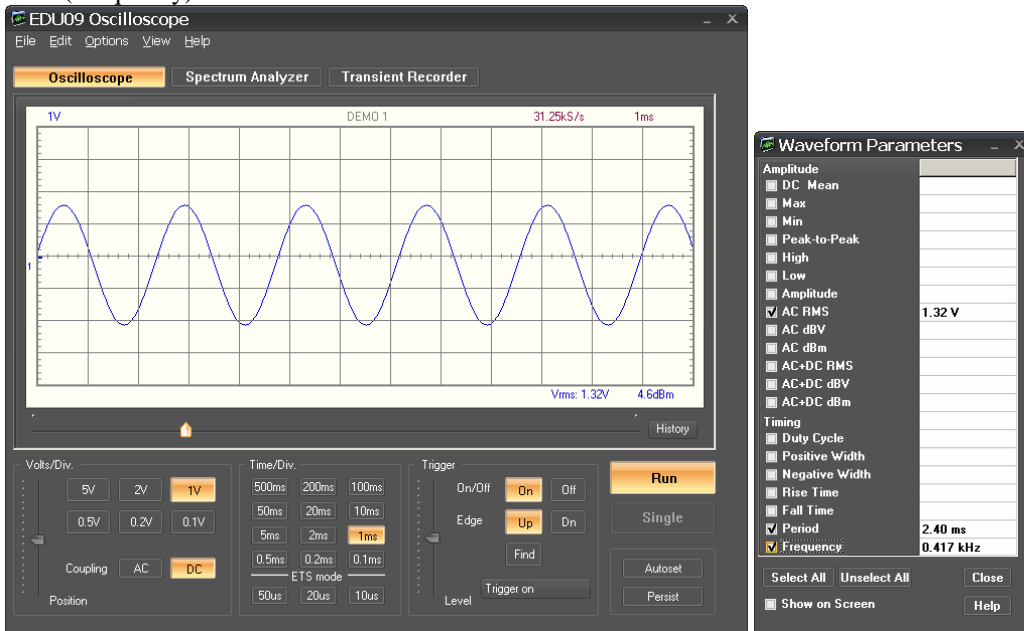 EDU09 Oscilloscope
File Edit Options View Help
Oscilloscope Spectrum Analyzer Transient Recorder
1V DEMO 1 31.25kS/s 1ms
1
Vrms: 1.32V 4.6dBm
History
Volts/Div.
5V 2V 1V
0.5V 0.2V 0.1V
Coupling AC DC
Position
Time/Div.
500ms 200ms 100ms
50ms 20ms 10ms
5ms 2ms 1ms
0.5ms 0.2ms 0.1ms
ETS mode
50us 20us 10us
Trigger
On/Off On Off
Edge Up Dn
Find
Trigger on
Level
Run
Single
Autoset
Persist
Waveform Parameters
Amplitude
DC Mean
Max
Min
Peak-to-Peak
High
Low
Amplitude
AC RMS 1.32 V
AC dBV
AC dBm
AC+DC RMS
AC+DC dBV
AC+DC dBm
Timing
Duty Cycle
Positive Width
Negative Width
Rise Time
Fall Time
Period 2.40 ms
Frequency 0.417 kHz
Select All Unselect All Close
Show on Screen Help